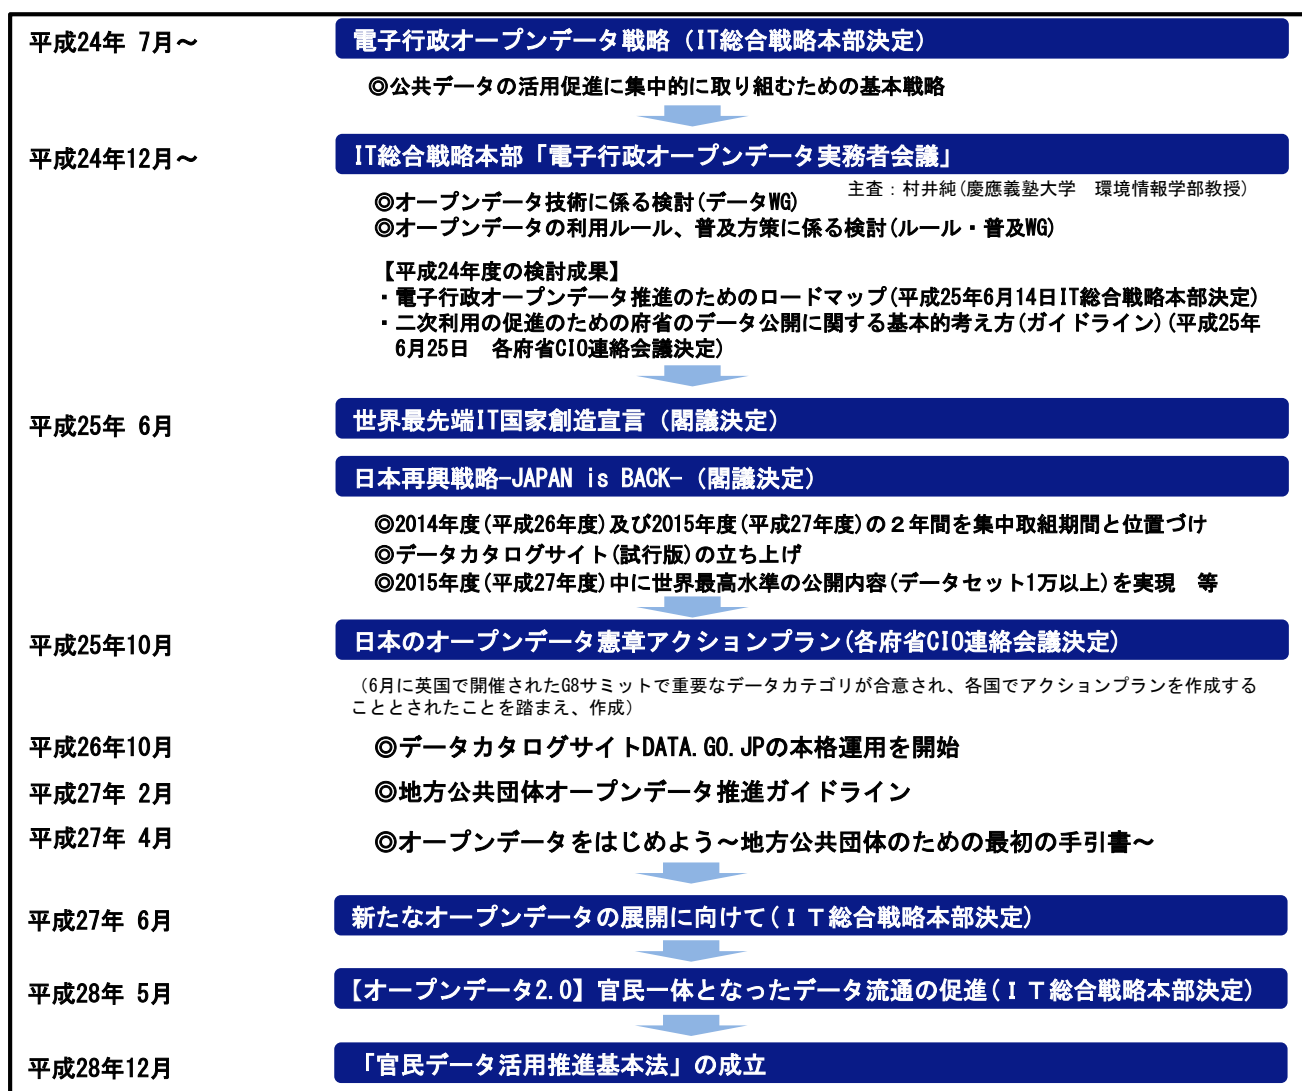 平成24年 7月～
電子行政オープンデータ戦略（IT総合戦略本部決定）
◎公共データの活用促進に集中的に取り組むための基本戦略
平成24年12月～
IT総合戦略本部「電子行政オープンデータ実務者会議」
主査：村井純(慶應義塾大学　環境情報学部教授)
◎オープンデータ技術に係る検討(データWG)
◎オープンデータの利用ルール、普及方策に係る検討(ルール・普及WG)
【平成24年度の検討成果】
・電子行政オープンデータ推進のためのロードマップ(平成25年6月14日IT総合戦略本部決定)
・二次利用の促進のための府省のデータ公開に関する基本的考え方(ガイドライン)(平成25年
6月25日　各府省CIO連絡会議決定)
平成25年 6月
世界最先端IT国家創造宣言（閣議決定）
日本再興戦略-JAPAN is BACK-（閣議決定）
◎2014年度(平成26年度)及び2015年度(平成27年度)の２年間を集中取組期間と位置づけ
◎データカタログサイト(試行版)の立ち上げ
◎2015年度(平成27年度)中に世界最高水準の公開内容(データセット1万以上)を実現　等
平成25年10月
日本のオープンデータ憲章アクションプラン(各府省CIO連絡会議決定)
（6月に英国で開催されたG8サミットで重要なデータカテゴリが合意され、各国でアクションプランを作成する
こととされたことを踏まえ、作成）
平成26年10月
◎データカタログサイトDATA.GO.JPの本格運用を開始
平成27年 2月
◎地方公共団体オープンデータ推進ガイドライン
平成27年 4月
◎オープンデータをはじめよう～地方公共団体のための最初の手引書～
平成27年 6月
新たなオープンデータの展開に向けて(ＩＴ総合戦略本部決定)
平成28年 5月
【オープンデータ2.0】官民一体となったデータ流通の促進(ＩＴ総合戦略本部決定)
平成28年12月
「官民データ活用推進基本法」の成立